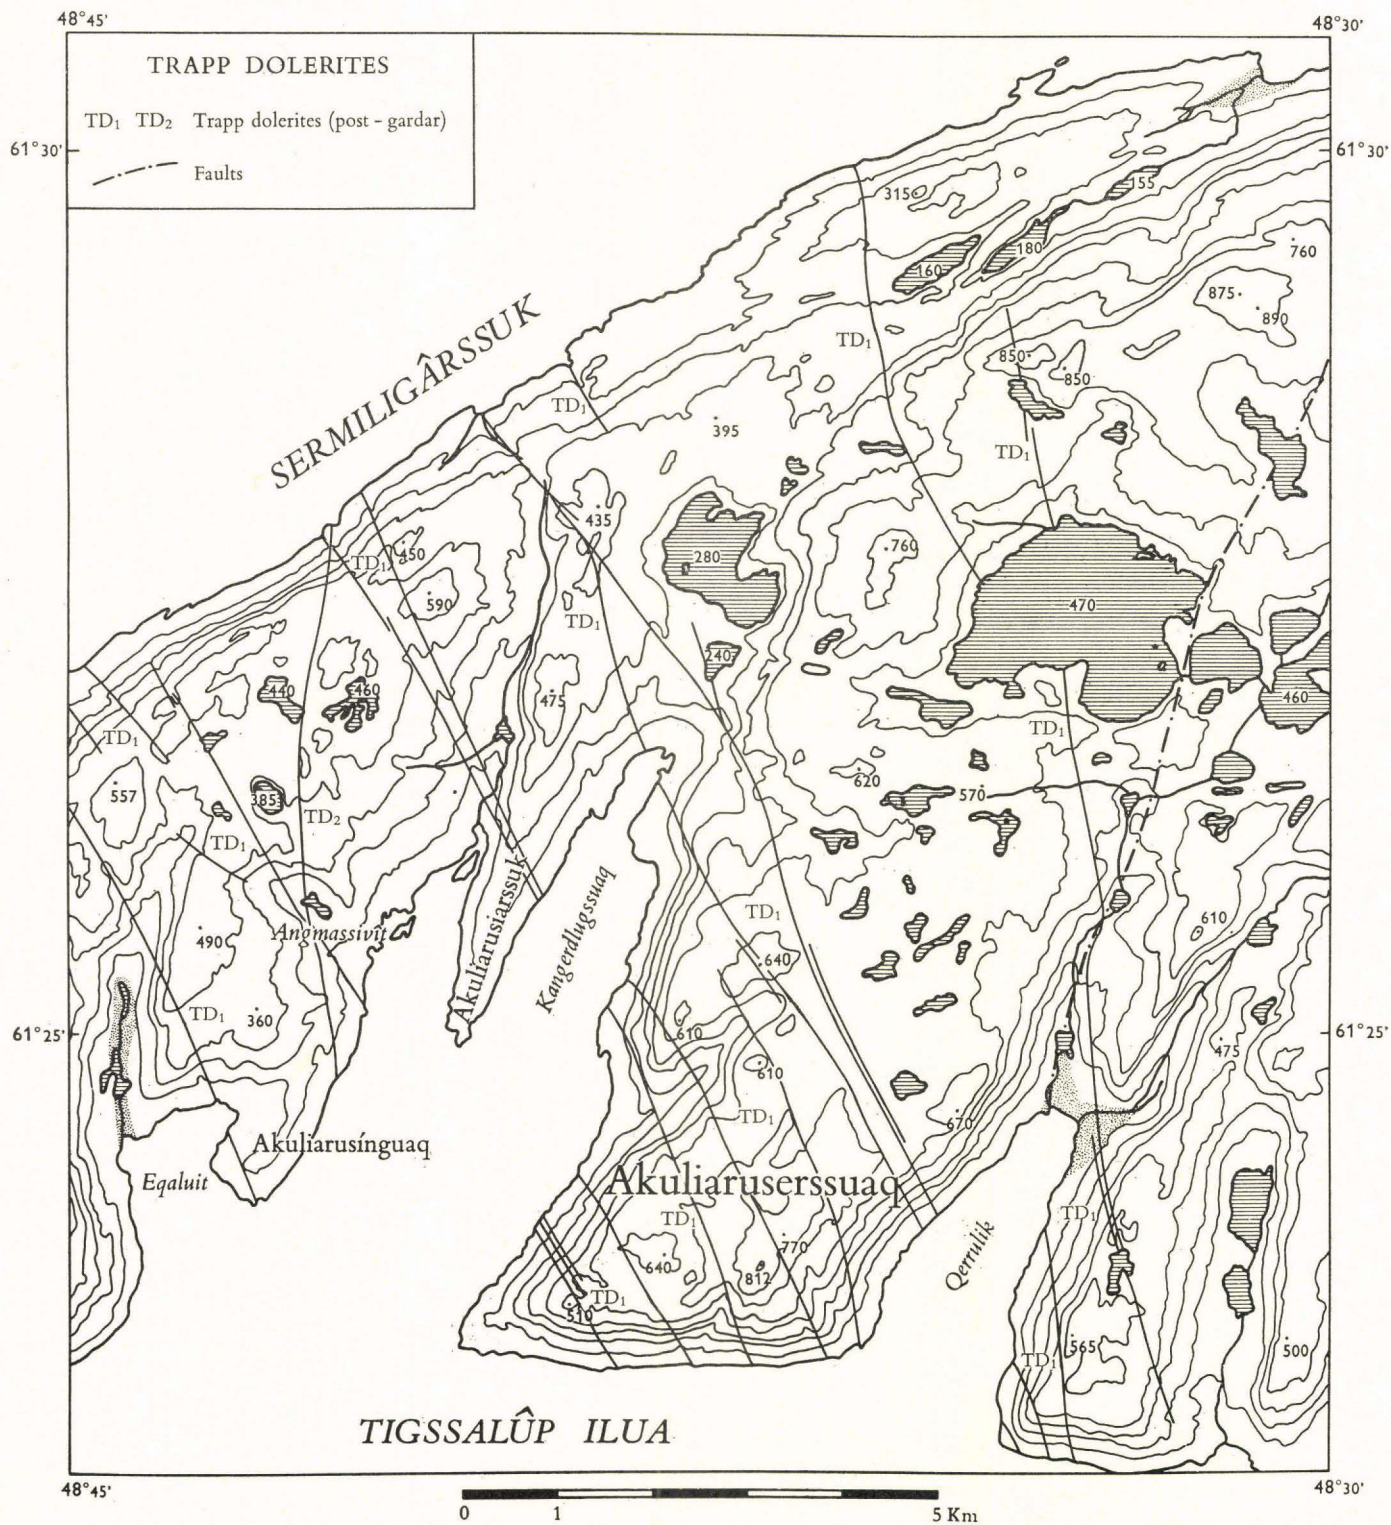 48°45'
48°30'
TRAPP DOLERITES
TD₁ TD₂ Trapp dolerites (post - gardar)
Faults
61°30'
61°30'
155
315
180
160
760
875
890
TD₁
850
850
SERMILIGÂRSSUK
TD₁
395
TD₁
435
450
TD₁
280
760
590
470
TD₁
240
a
440
460
475
460
TD₁
TD₁
557
385
620
570
TD₂
TD₁
Akuliarusiarssuk
Kangerdlugssuaq
TD₁
610
490
Angmassivit
640
TD₁
360
610
61°25'
61°25'
475
610
TD₁
670
Akuliarusínguaq
Eqaluit
Akuliaruserssuaq
TD₁
TD₁
770
640
812
Qerrulik
TD₁
510
565
500
TD₁
TIGSSALÛP ILUA
48°45'
48°30'
0 1 5 Km